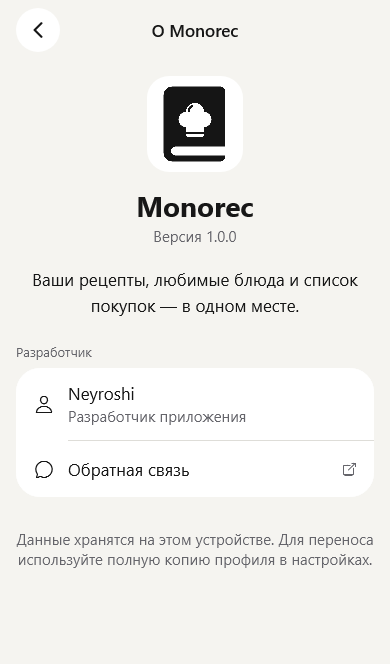 О Monorec
Monorec
Версия 1.0.0
Ваши рецепты, любимые блюда и список
покупок — в одном месте.
Разработчик
Neyroshi
Разработчик приложения
Обратная связь
Данные хранятся на этом устройстве. Для переноса
используйте полную копию профиля в настройках.